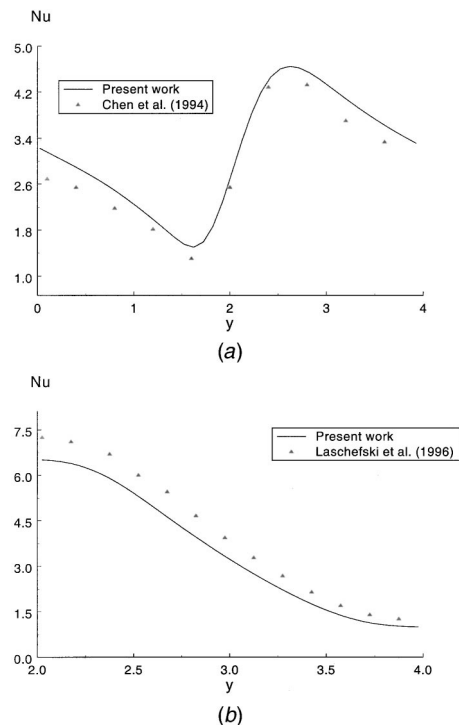 Nu
5.0
4.2
3.4
2.6
1.8
1.0
Present work
Chen et al. (1994)
0 1 2 3 4
y
(a)
Nu
7.5
6.0
4.5
3.0
1.5
0.0
Present work
Laschefski et al. (1996)
2.0 2.5 3.0 3.5 4.0
y
(b)